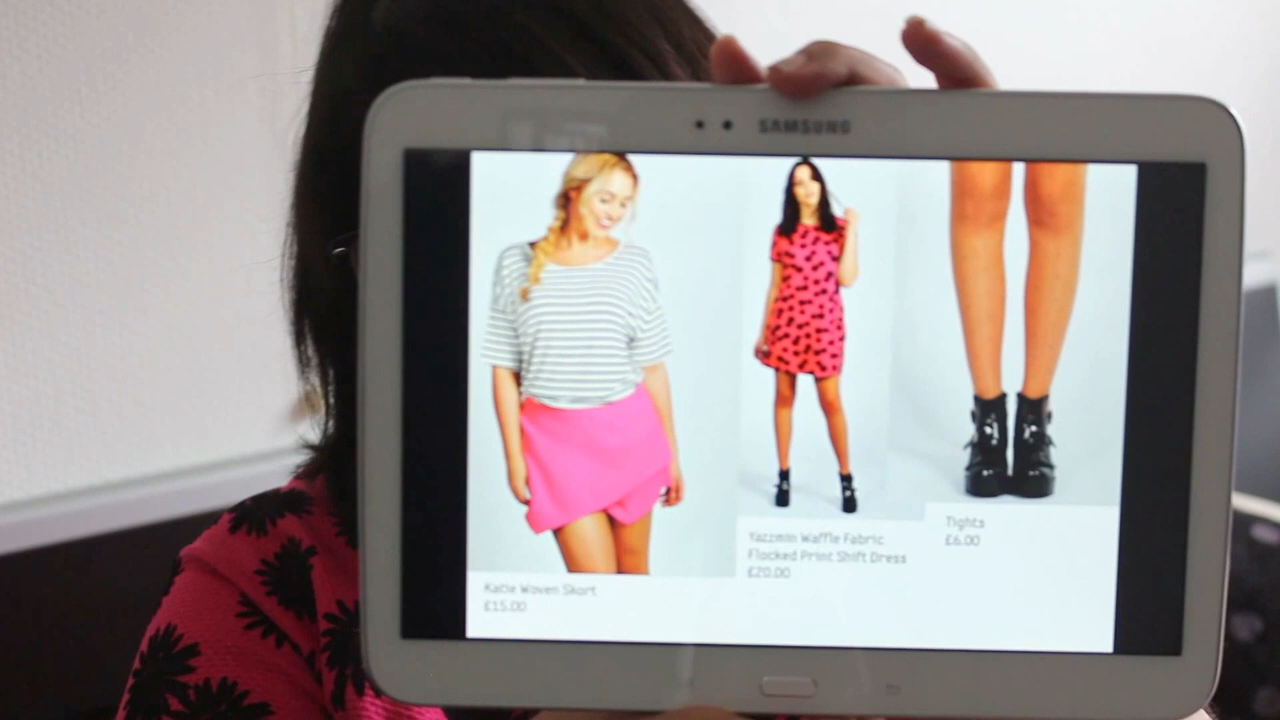 SAMSUNG
Katie Woven Skort
£15.00
Yazzmin Waffle Fabric
Flocked Print Shift Dress
£20.00
Tights
£6.00